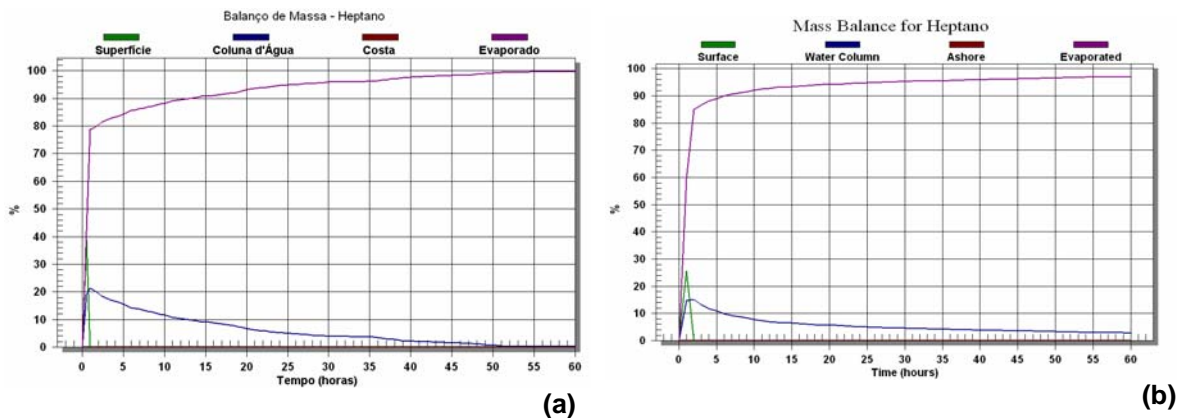 Balanço de Massa - Heptano
Superfície Coluna d'Água Costa Evaporado
100
90
80
70
60
50
40
30
20
10
0
%
0 5 10 15 20 25 30 35 40 45 50 55 60
Tempo (horas)
(a)
Mass Balance for Heptano
Surface Water Column Ashore Evaporated
100
90
80
70
60
50
40
30
20
10
0
%
0 5 10 15 20 25 30 35 40 45 50 55 60
Time (hours)
(b)